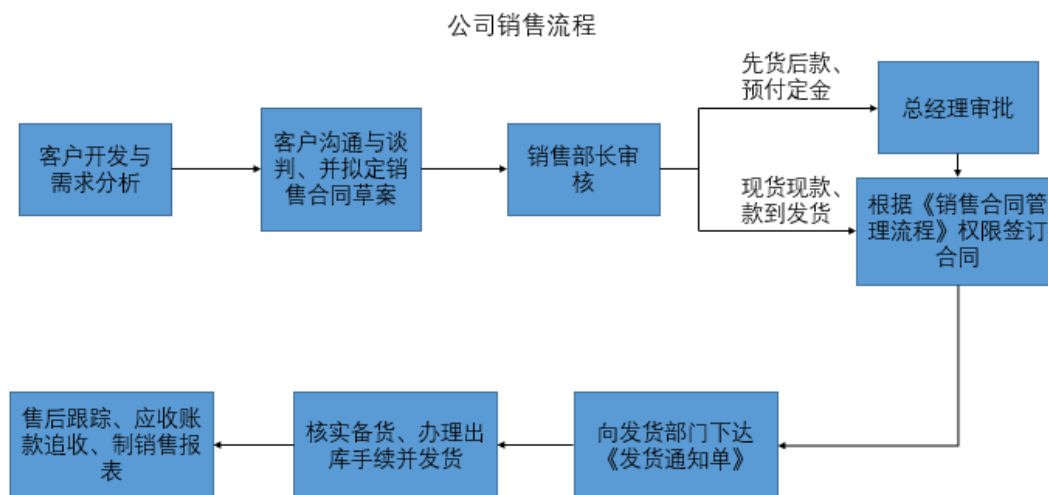 公司销售流程
客户开发与
需求分析
客户沟通与谈
判、并拟定销
售合同草案
销售部长审
核
先货后款、
预付定金
总经理审批
现货现款、
款到发货
根据《销售合同管
理流程》权限签订
合同
向发货部门下达
《发货通知单》
核实备货、办理出
库手续并发货
售后跟踪、应收账
款追收、制销售报
表